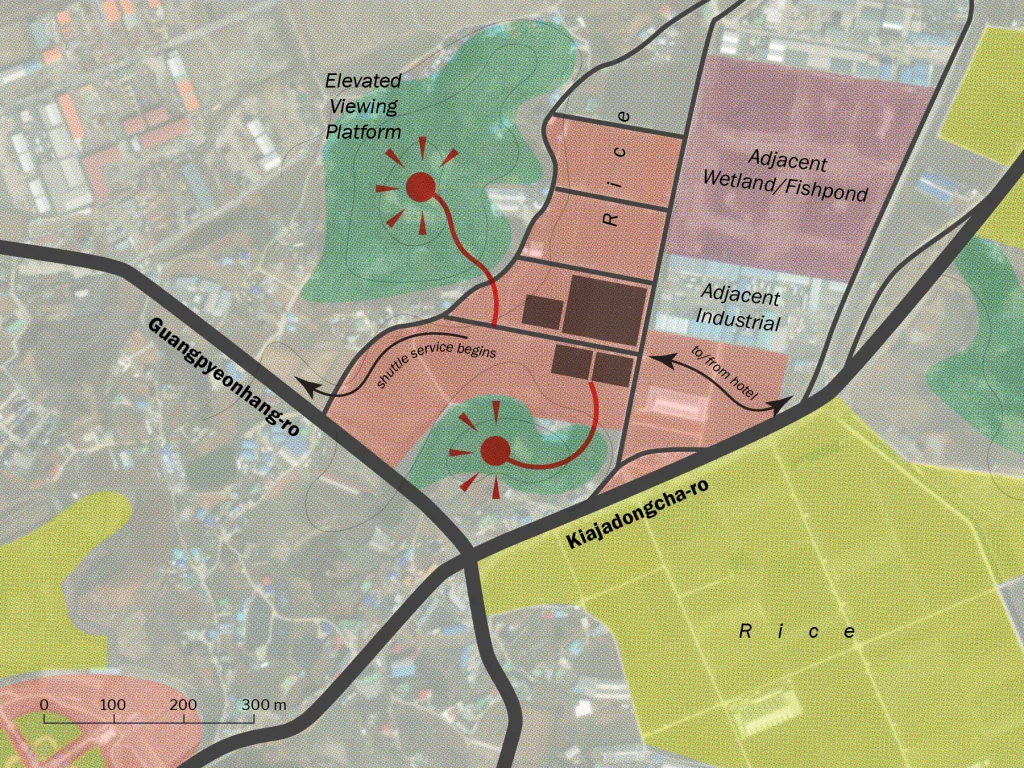 Elevated
Viewing
Platform
R i c e
Adjacent
Wetland/Fishpond
Adjacent
Industrial
shuttle service begins
to/from hotel
Guangpyeonhang-ro
Kiajadongcha-ro
R i c e
0 100 200 300 m